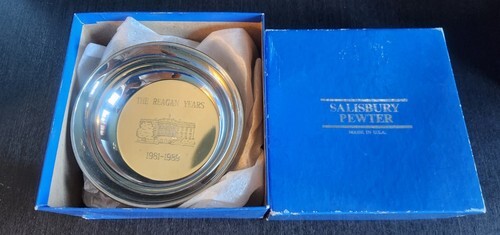 THE REAGAN YEARS
1981-1989
SALISBURY
PEWTER
MADE IN U.S.A.